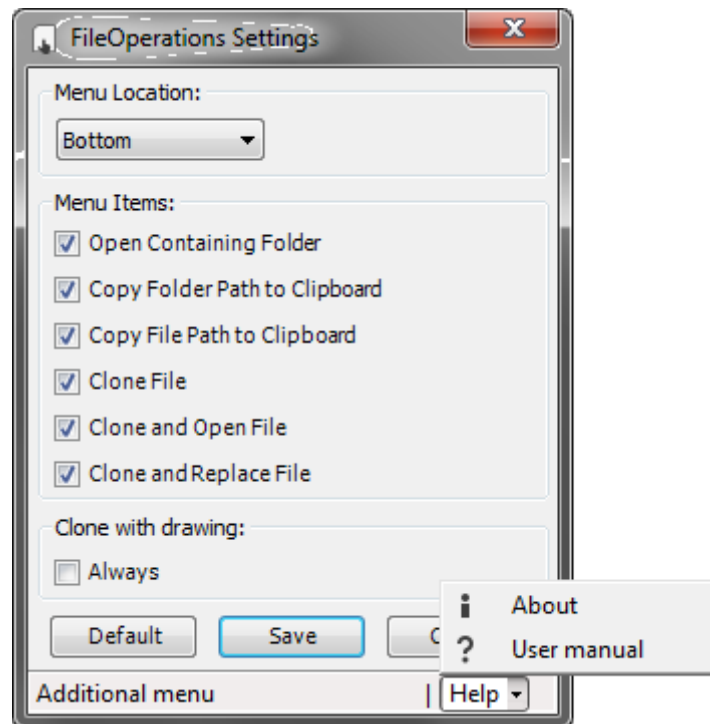 FileOperations Settings
Menu Location:
Bottom
Menu Items:
Open Containing Folder
Copy Folder Path to Clipboard
Copy File Path to Clipboard
Clone File
Clone and Open File
Clone and Replace File
Clone with drawing:
Always
About
Default Save C
? User manual
Additional menu | Help